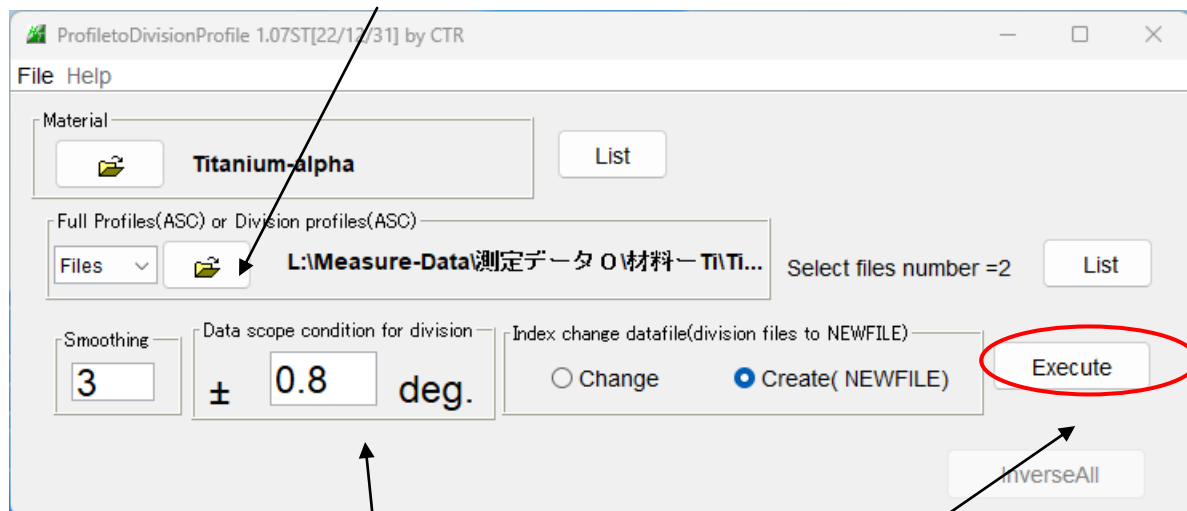 ProfiletoDivisionProfile 1.07ST[22/12/31] by CTR
File Help
Material
Titanium-alpha
List
Full Profiles(ASC) or Division profiles(ASC)
Files
L:\Measure-Data\測定データ０\材料ーTi\Ti...
Select files number =2
List
Smoothing
3
Data scope condition for division
± 0.8 deg.
Index change datafile(division files to NEWFILE)
Change
Create( NEWFILE)
Execute
InverseAll